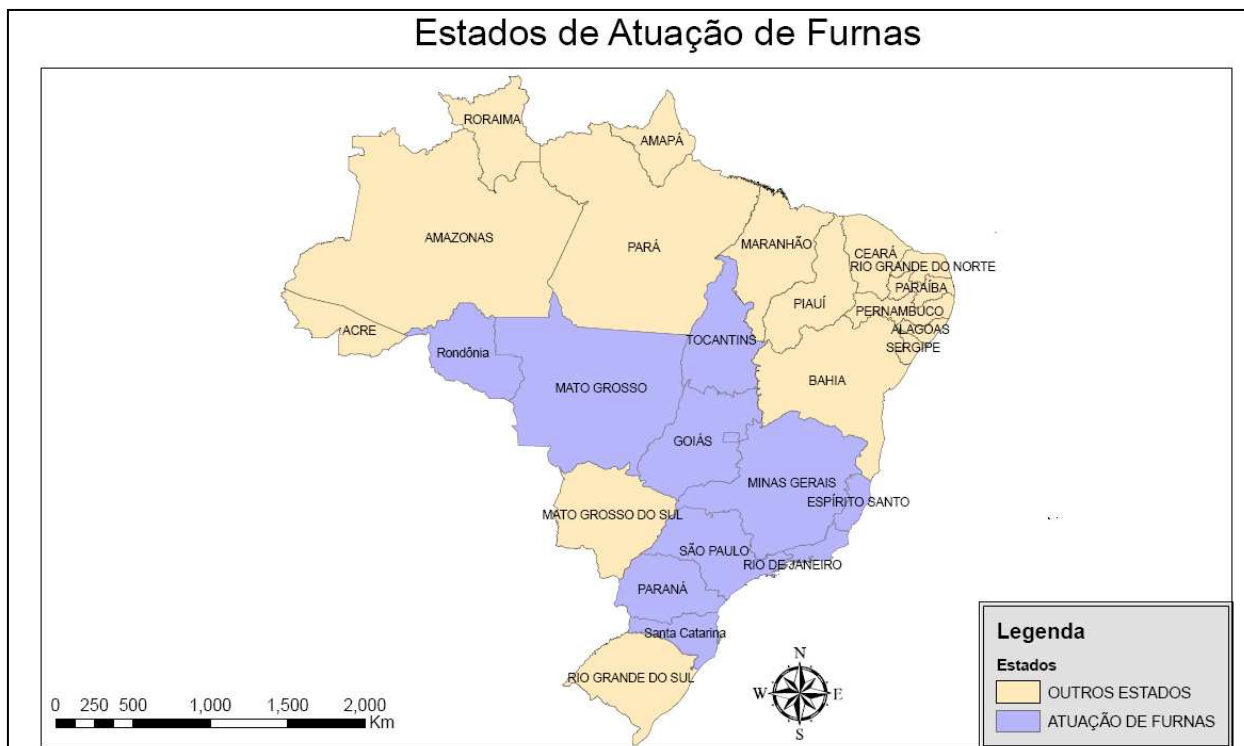 Estados de Atuação de Furnas
RORAIMA
AMAPÁ
AMAZONAS
PARÁ
MARANHÃO
CEARÁ
RIO GRANDE DO NORTE
PARAÍBA
PIAUÍ
PERNAMBUCO
ALAGOAS
SERGIPE
ACRE
Rondônia
TOCANTINS
MATO GROSSO
BAHIA
GOIÁS
MINAS GERAIS
ESPÍRITO SANTO
MATO GROSSO DO SUL
SÃO PAULO
RIO DE JANEIRO
PARANÁ
Santa Catarina
RIO GRANDE DO SUL
N
W E
S
0 250 500 1,000 1,500 2,000
Km
Legenda
Estados
OUTROS ESTADOS
ATUAÇÃO DE FURNAS